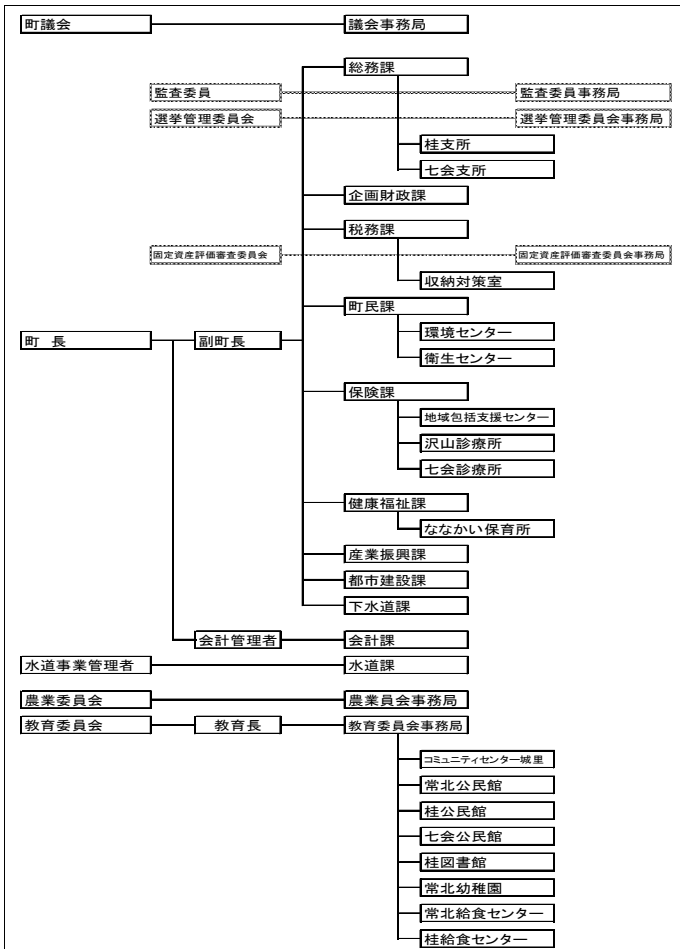 町議会
議会事務局
総務課
監査委員
監査委員事務局
選挙管理委員会
選挙管理委員会事務局
桂支所
七会支所
企画財政課
税務課
固定資産評価審査委員会
固定資産評価審査委員会事務局
収納対策室
町民課
環境センター
町 長
副町長
衛生センター
保険課
地域包括支援センター
沢山診療所
七会診療所
健康福祉課
ななかい保育所
産業振興課
都市建設課
下水道課
会計管理者
会計課
水道事業管理者
水道課
農業委員会
農業員会事務局
教育委員会
教育長
教育委員会事務局
コミュニティセンター城里
常北公民館
桂公民館
七会公民館
桂図書館
常北幼稚園
常北給食センター
桂給食センター